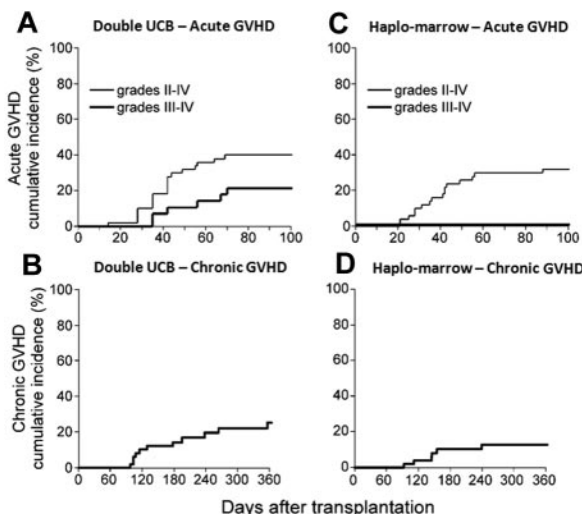 A
Double UCB – Acute GVHD
100
80
60
40
20
0
grades II-IV
grades III-IV
Acute GVHD
cumulative incidence (%)
0 20 40 60 80 100
C
Haplo-marrow – Acute GVHD
100
80
60
40
20
0
grades II-IV
grades III-IV
0 20 40 60 80 100
B
Double UCB – Chronic GVHD
100
80
60
40
20
0
Chronic GVHD
cumulative incidence (%)
0 60 120 180 240 300 360
D
Haplo-marrow – Chronic GVHD
100
80
60
40
20
0
0 60 120 180 240 300 360
Days after transplantation